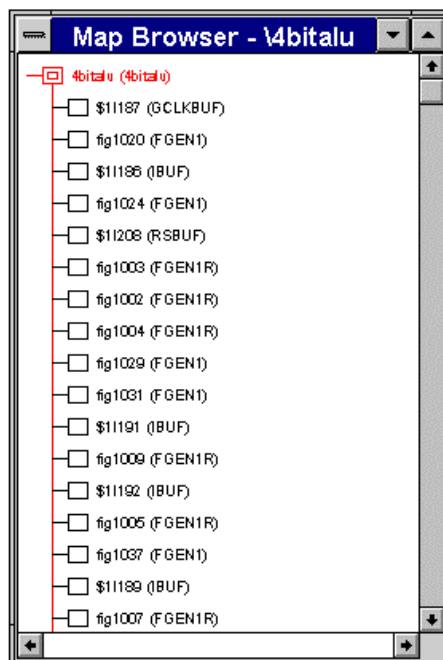 Map Browser - \4bitalu
4bitalu (4bitalu)
$1I187 (GCLKBUF)
fig1020 (FGEN1)
$1I186 (IBUF)
fig1024 (FGEN1)
$1I208 (RSBUF)
fig1003 (FGEN1R)
fig1002 (FGEN1R)
fig1004 (FGEN1R)
fig1029 (FGEN1)
fig1031 (FGEN1)
$1I191 (IBUF)
fig1009 (FGEN1R)
$1I192 (IBUF)
fig1005 (FGEN1R)
fig1037 (FGEN1)
$1I189 (IBUF)
fig1007 (FGEN1R)